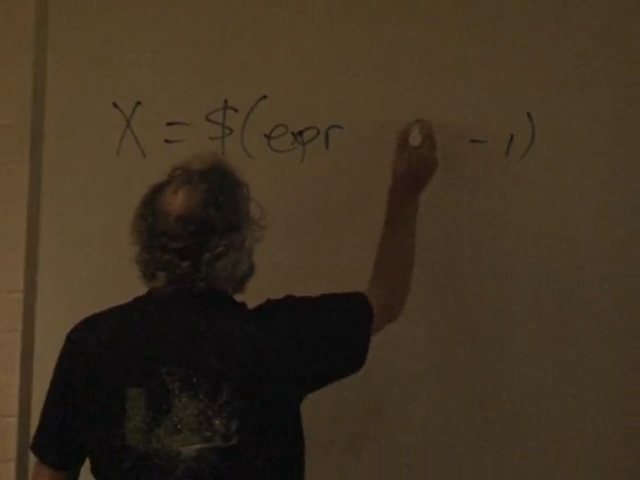 X = $(expr - 1)